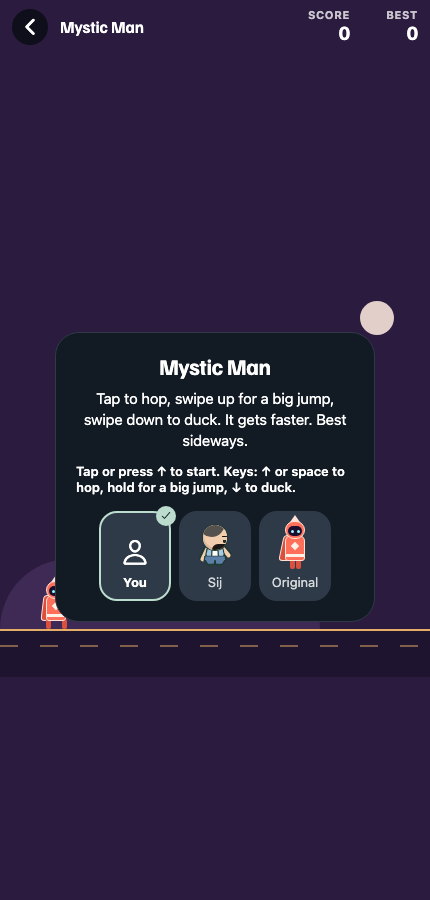 Mystic Man
SCORE
0
BEST
0
Mystic Man
Tap to hop, swipe up for a big jump,
swipe down to duck. It gets faster. Best
sideways.
Tap or press ↑ to start. Keys: ↑ or space to
hop, hold for a big jump, ↓ to duck.
You
Sij
Original